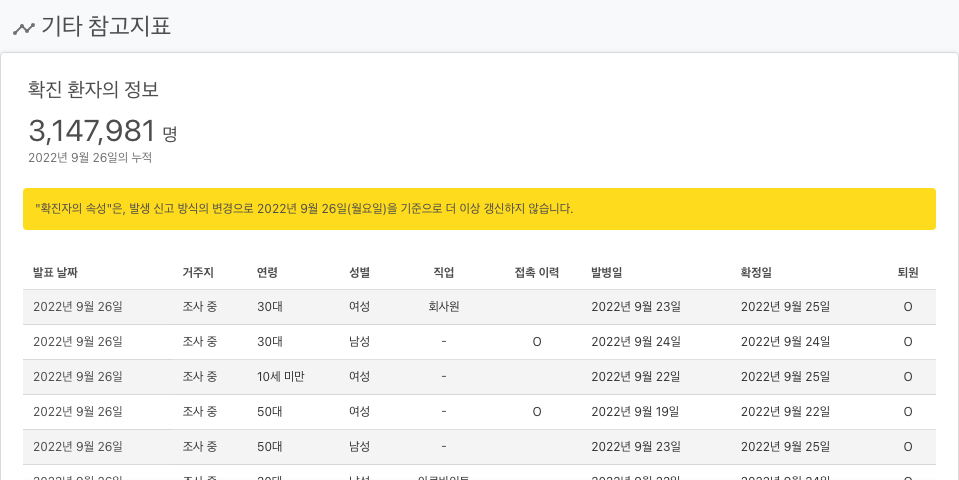 기타 참고지표
확진 환자의 정보
3,147,981 명
2022년 9월 26일의 누적
"확진자의 속성"은, 발생 신고 방식의 변경으로 2022년 9월 26일(월요일)을 기준으로 더 이상 갱신하지 않습니다.
발표 날짜 거주지 연령 성별 직업 접촉 이력 발병일 확정일 퇴원
2022년 9월 26일 조사 중 30대 여성 회사원 2022년 9월 23일 2022년 9월 25일 O
2022년 9월 26일 조사 중 30대 남성 - O 2022년 9월 24일 2022년 9월 24일 O
2022년 9월 26일 조사 중 10세 미만 여성 - 2022년 9월 22일 2022년 9월 25일 O
2022년 9월 26일 조사 중 50대 여성 - O 2022년 9월 19일 2022년 9월 22일 O
2022년 9월 26일 조사 중 50대 남성 - 2022년 9월 23일 2022년 9월 25일 O